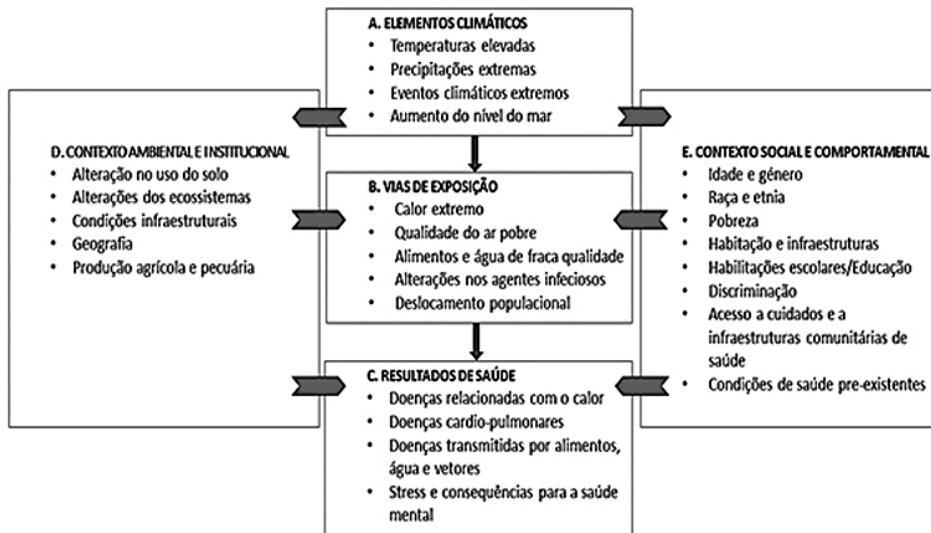 A. ELEMENTOS CLIMÁTICOS
• Temperaturas elevadas
• Precipitações extremas
• Eventos climáticos extremos
• Aumento do nível do mar
D. CONTEXTO AMBIENTAL E INSTITUCIONAL
• Alteração no uso do solo
• Alterações dos ecossistemas
• Condições infraestruturais
• Geografia
• Produção agrícola e pecuária
B. VIAS DE EXPOSIÇÃO
• Calor extremo
• Qualidade do ar pobre
• Alimentos e água de fraca qualidade
• Alterações nos agentes infeciosos
• Deslocamento populacional
E. CONTEXTO SOCIAL E COMPORTAMENTAL
• Idade e género
• Raça e etnia
• Pobreza
• Habitação e infraestruturas
• Habilitações escolares/Educação
• Discriminação
• Acesso a cuidados e a
infraestruturas comunitárias de
saúde
• Condições de saúde pre-existentes
C. RESULTADOS DE SAÚDE
• Doenças relacionadas com o calor
• Doenças cardio-pulmonares
• Doenças transmitidas por alimentos,
água e vetores
• Stress e consequências para a saúde
mental